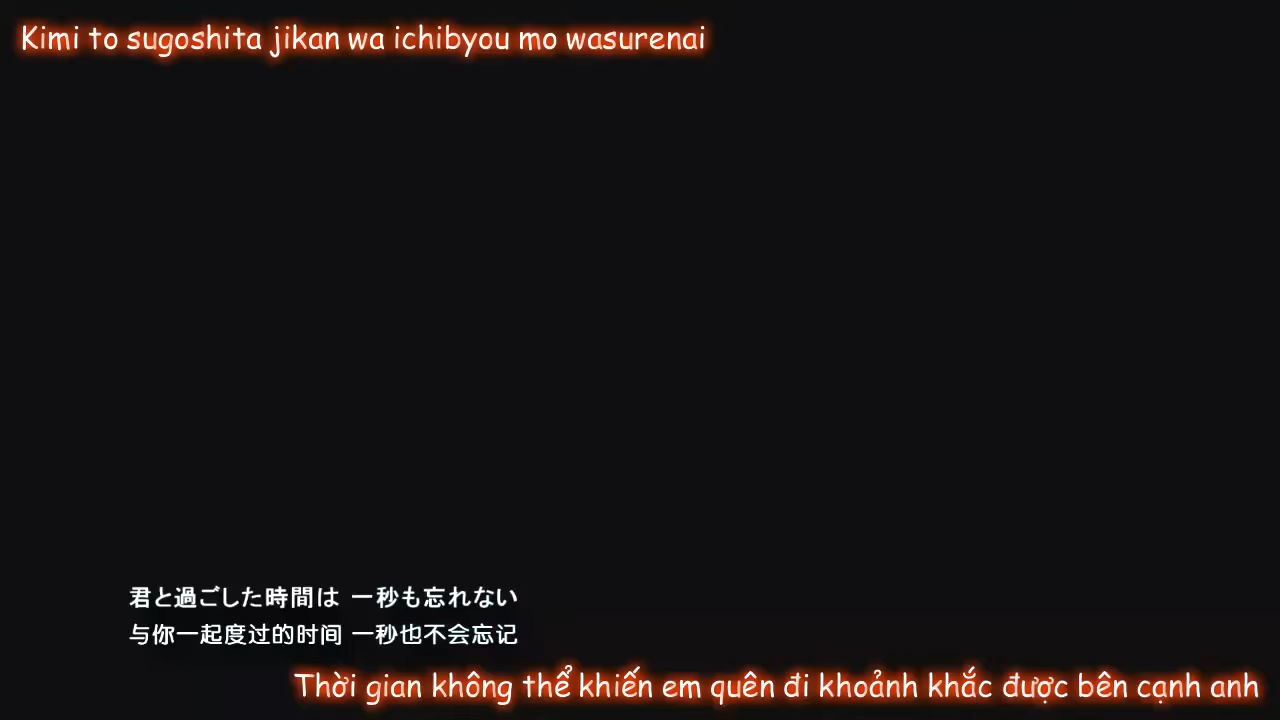 Kimi to sugoshita jikan wa ichibyou mo wasurenai
君と過ごした時間は 一秒も忘れない
与你一起度过的时间 一秒也不会忘记
Thời gian không thể khiến em quên đi khoảnh khắc được bên cạnh anh